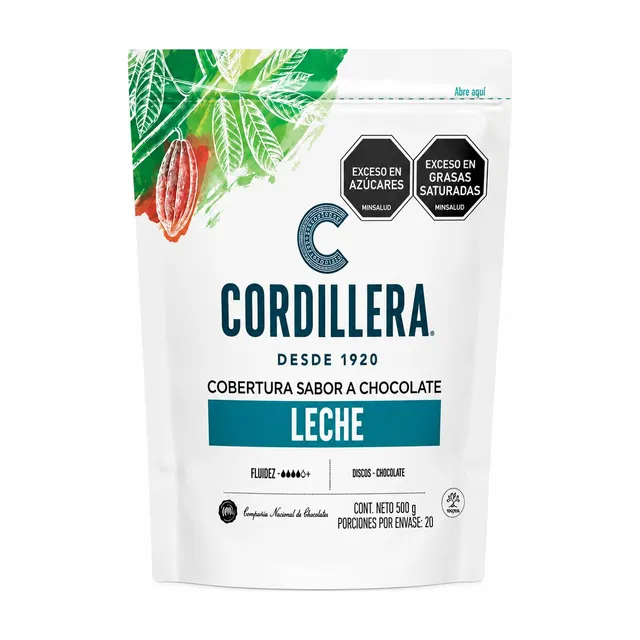 Abre aquí
EXCESO EN
AZÚCARES
MINSALUD
EXCESO EN
GRASAS
SATURADAS
MINSALUD
CORDILLERA®
DESDE 1920
COBERTURA SABOR A CHOCOLATE
LECHE
FLUIDEZ - +
DISCOS - CHOCOLATE
Compañía Nacional de Chocolates
CONT. NETO 500 g
PORCIONES POR ENVASE: 20